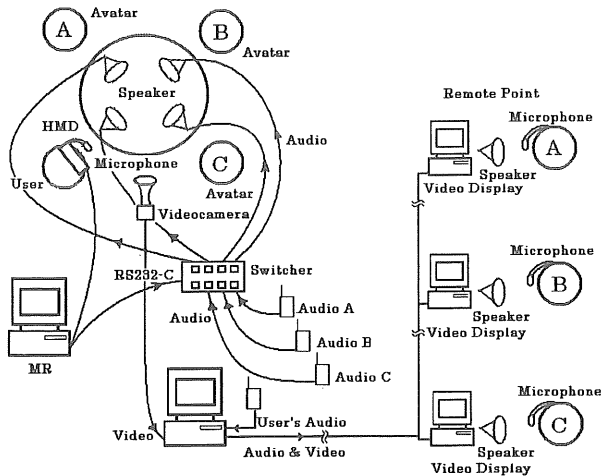 A
Avatar
B
Avatar
Speaker
Remote Point
HMD
Microphone
Audio
Microphone
A
C
Speaker
User
Avatar
Video Display
Videocamera
RS232-C
Switcher
Microphone
Audio
Audio A
B
Audio B
Speaker
MR
Video Display
Audio C
Microphone
User's Audio
C
Video
Audio & Video
Speaker
Video Display